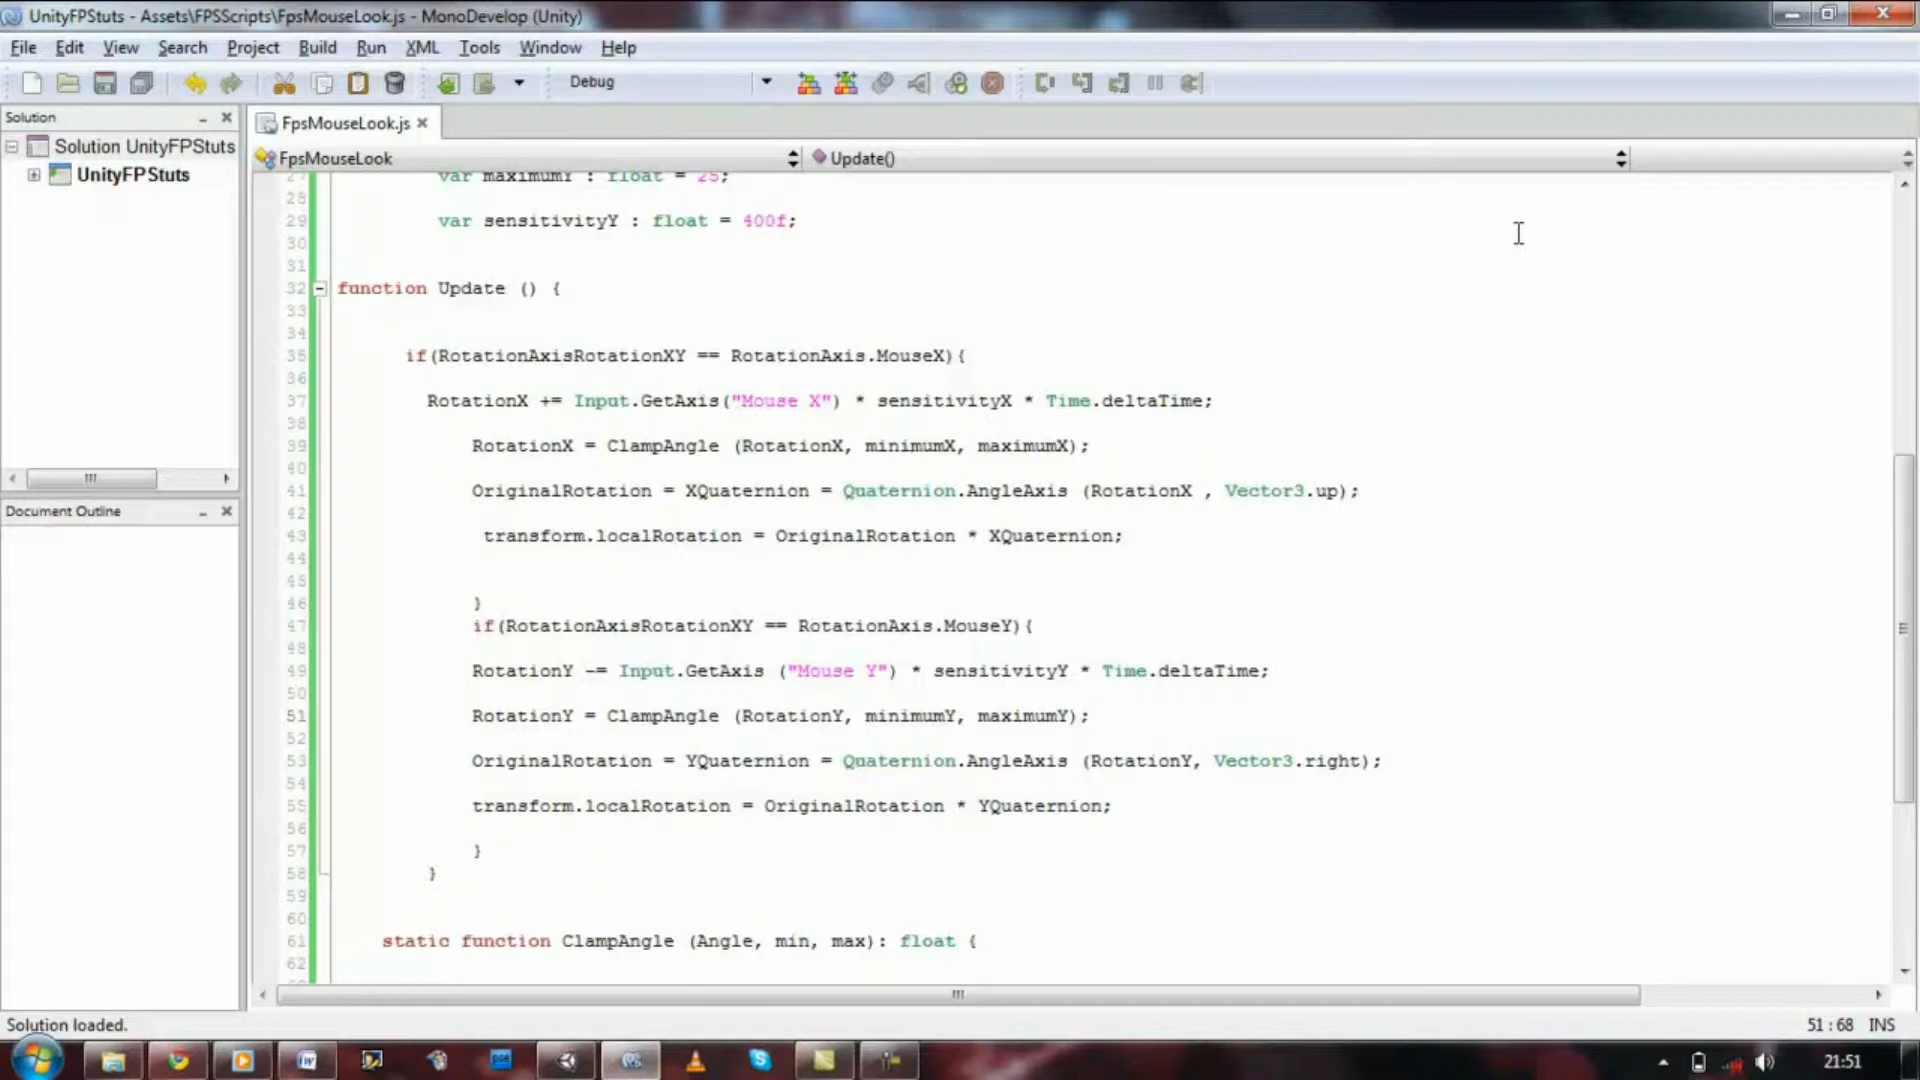 UnityFPStuts - Assets\FPSScripts\FpsMouseLook.js - MonoDevelop (Unity)
File Edit View Search Project Build Run XML Tools Window Help
Debug
Solution
FpsMouseLook.js
Solution UnityFPStuts
FpsMouseLook
Update()
UnityFPStuts
27 var maximumY : float = 25;
28
29 var sensitivityY : float = 400f;
30
31
32 function Update () {
33
34
35 if(RotationAxisRotationXY == RotationAxis.MouseX){
36
37 RotationX += Input.GetAxis("Mouse X") * sensitivityX * Time.deltaTime;
38
39 RotationX = ClampAngle (RotationX, minimumX, maximumX);
40
41 OriginalRotation = XQuaternion = Quaternion.AngleAxis (RotationX , Vector3.up);
42
43 transform.localRotation = OriginalRotation * XQuaternion;
44
45
46 }
47 if(RotationAxisRotationXY == RotationAxis.MouseY){
48
49 RotationY -= Input.GetAxis ("Mouse Y") * sensitivityY * Time.deltaTime;
50
51 RotationY = ClampAngle (RotationY, minimumY, maximumY);
52
53 OriginalRotation = YQuaternion = Quaternion.AngleAxis (RotationY, Vector3.right);
54
55 transform.localRotation = OriginalRotation * YQuaternion;
56
57 }
58 }
59
60
61 static function ClampAngle (Angle, min, max): float {
62
Document Outline
Solution loaded.
51 : 68 INS
21:51